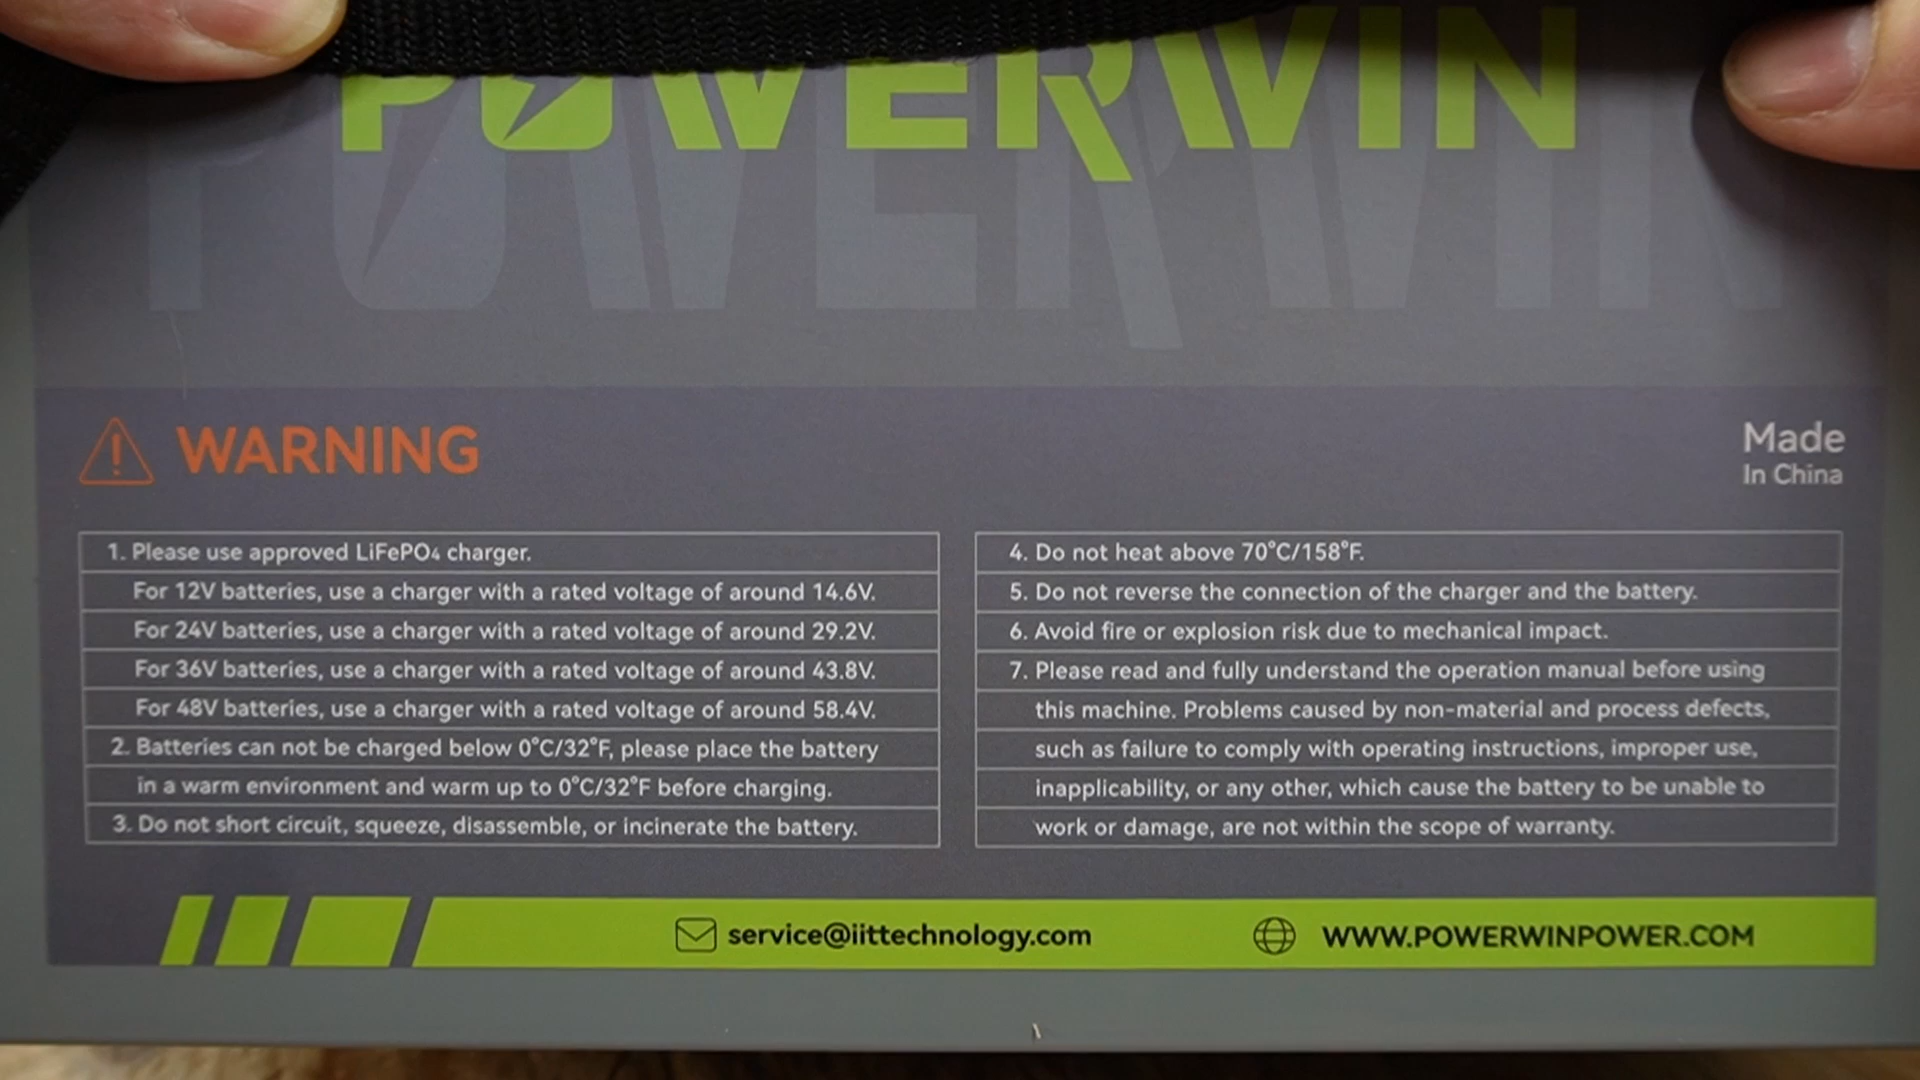 POWERWIN
POWERWIN
WARNING
Made
In China
1. Please use approved LiFePO4 charger.
For 12V batteries, use a charger with a rated voltage of around 14.6V.
For 24V batteries, use a charger with a rated voltage of around 29.2V.
For 36V batteries, use a charger with a rated voltage of around 43.8V.
For 48V batteries, use a charger with a rated voltage of around 58.4V.
2. Batteries can not be charged below 0°C/32°F, please place the battery
in a warm environment and warm up to 0°C/32°F before charging.
3. Do not short circuit, squeeze, disassemble, or incinerate the battery.
4. Do not heat above 70°C/158°F.
5. Do not reverse the connection of the charger and the battery.
6. Avoid fire or explosion risk due to mechanical impact.
7. Please read and fully understand the operation manual before using
this machine. Problems caused by non-material and process defects,
such as failure to comply with operating instructions, improper use,
inapplicability, or any other, which cause the battery to be unable to
work or damage, are not within the scope of warranty.
service@iittechnology.com
WWW.POWERWINPOWER.COM